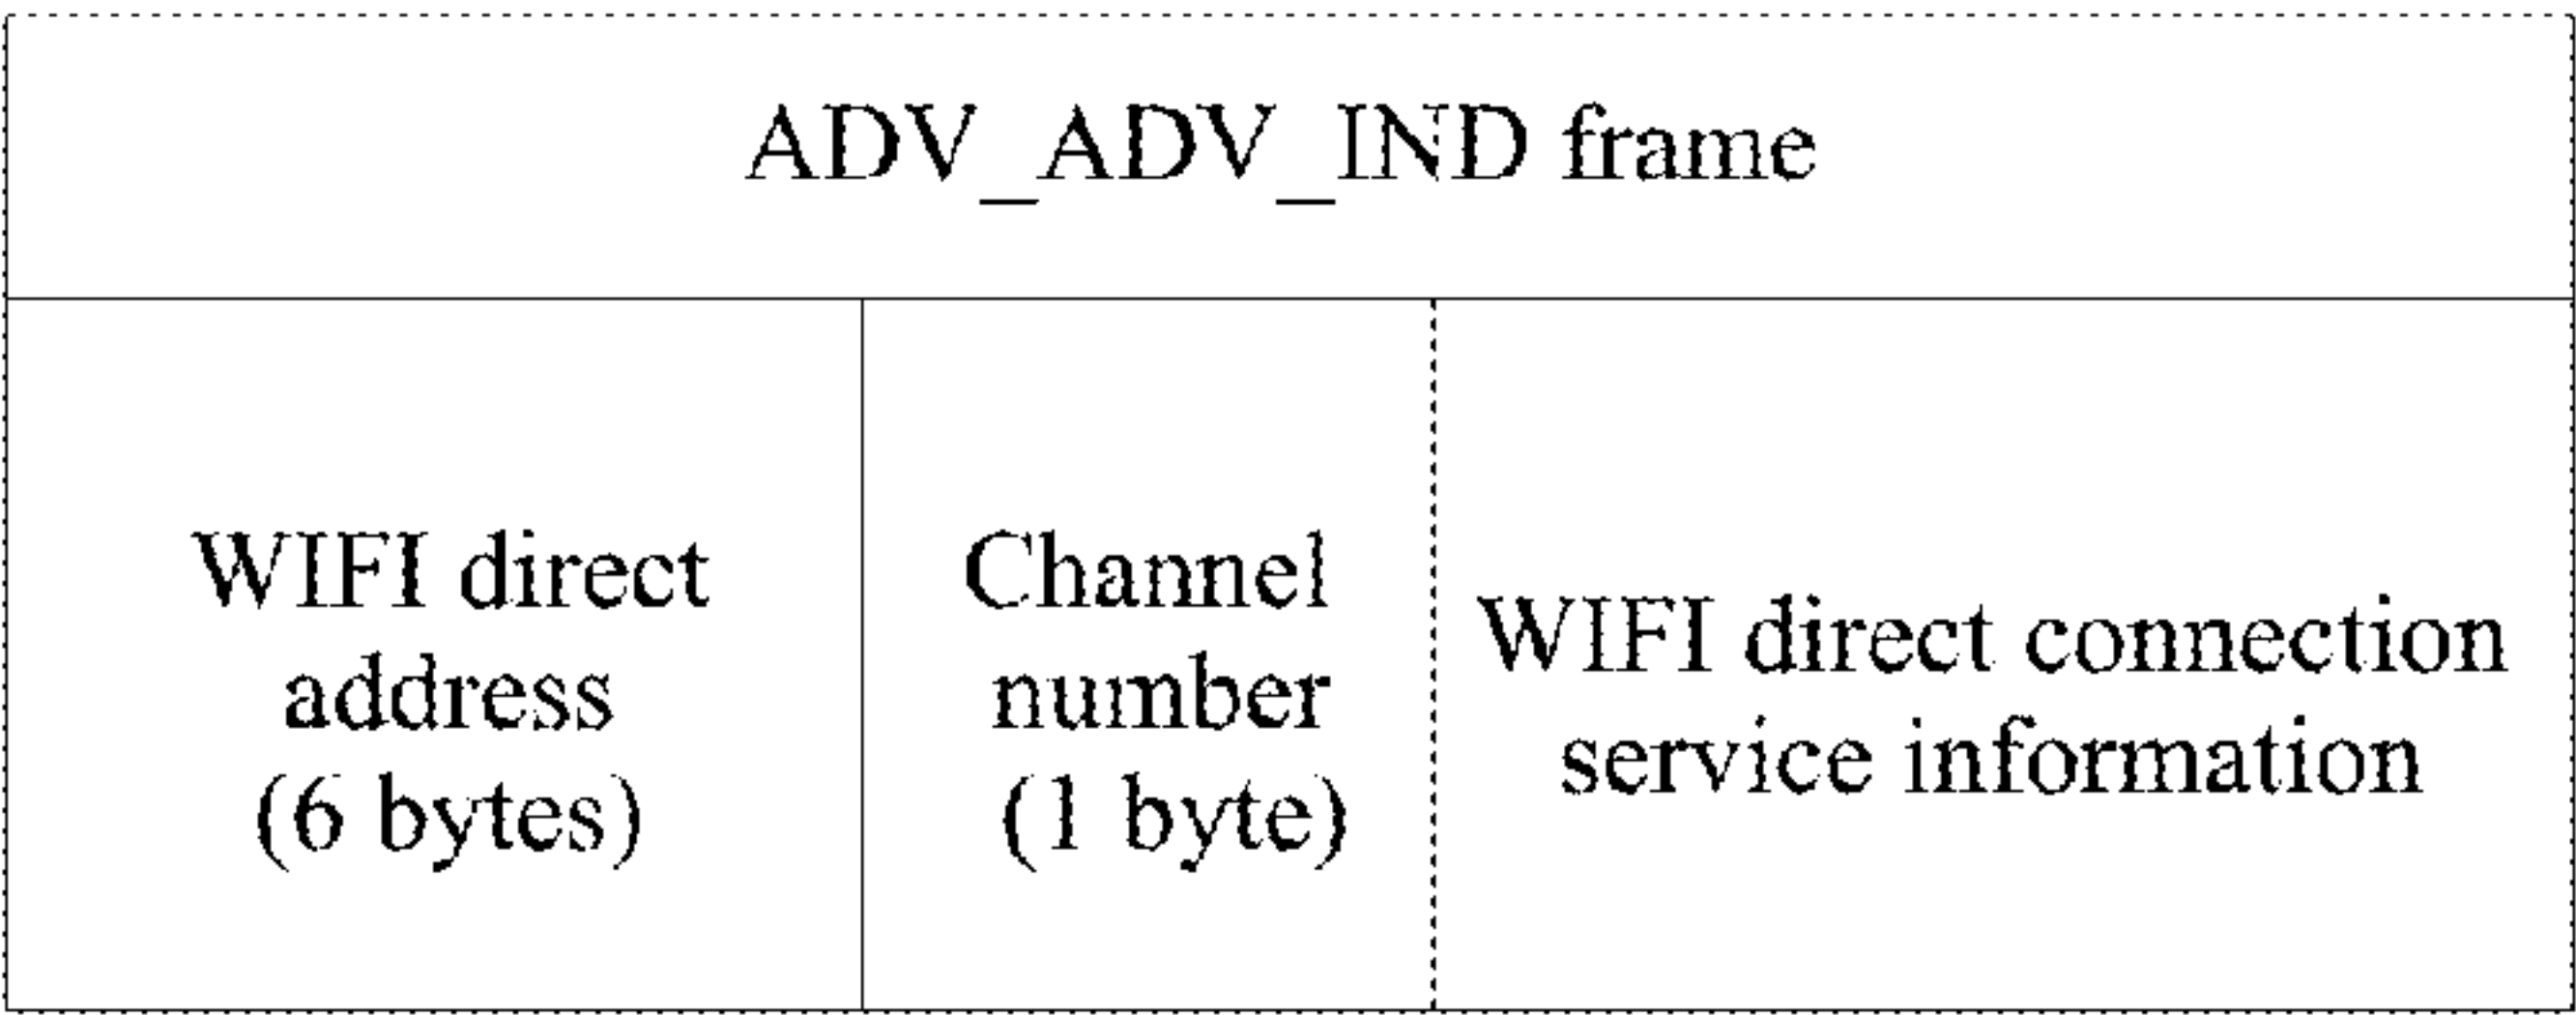 ADV_ADV_IND frame
WIFI direct
address
(6 bytes)
Channel
number
(1 byte)
WIFI direct connection
service information